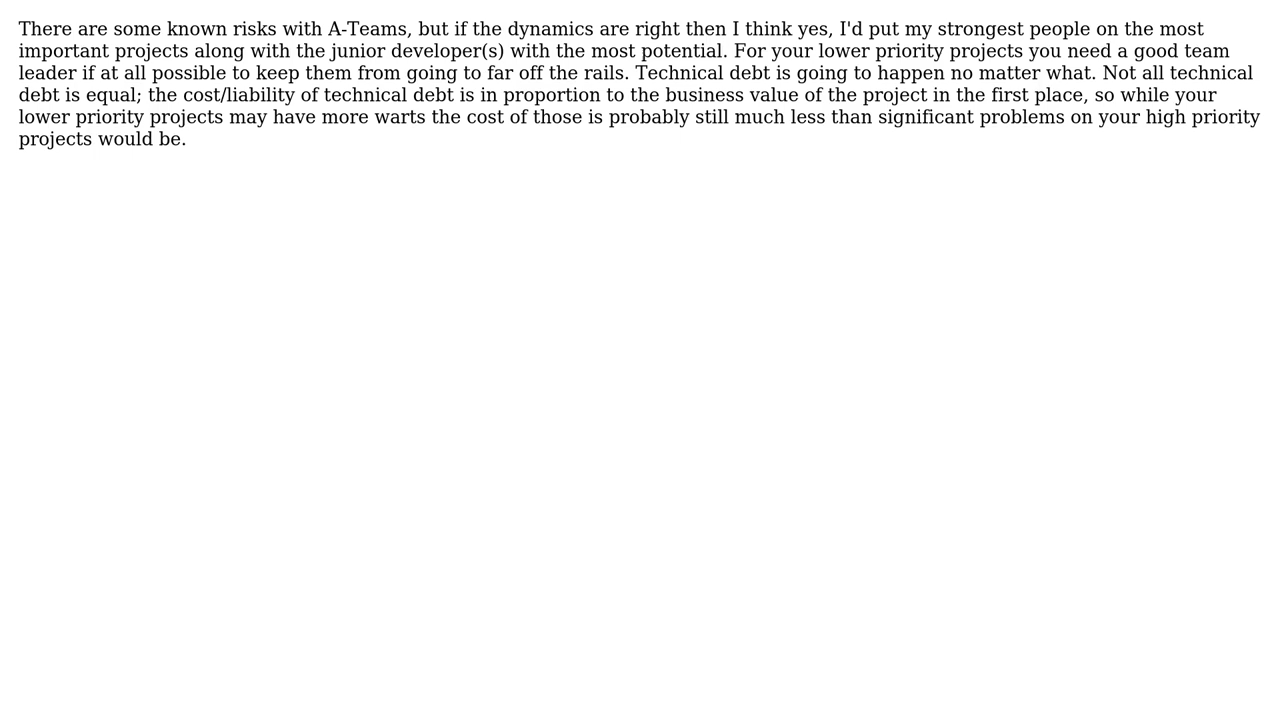 There are some known risks with A-Teams, but if the dynamics are right then I think yes, I'd put my strongest people on the most
important projects along with the junior developer(s) with the most potential. For your lower priority projects you need a good team
leader if at all possible to keep them from going to far off the rails. Technical debt is going to happen no matter what. Not all technical
debt is equal; the cost/liability of technical debt is in proportion to the business value of the project in the first place, so while your
lower priority projects may have more warts the cost of those is probably still much less than significant problems on your high priority
projects would be.